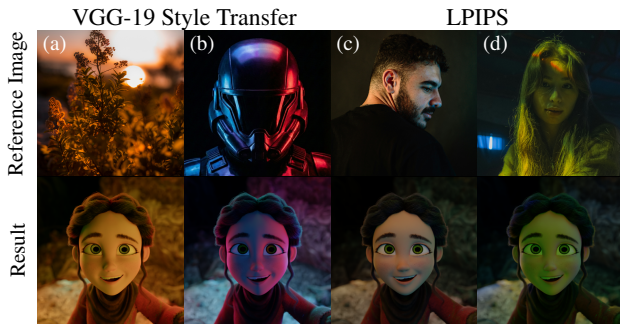 VGG-19 Style Transfer
LPIPS
Reference Image
(a)
(b)
(c)
(d)
Result